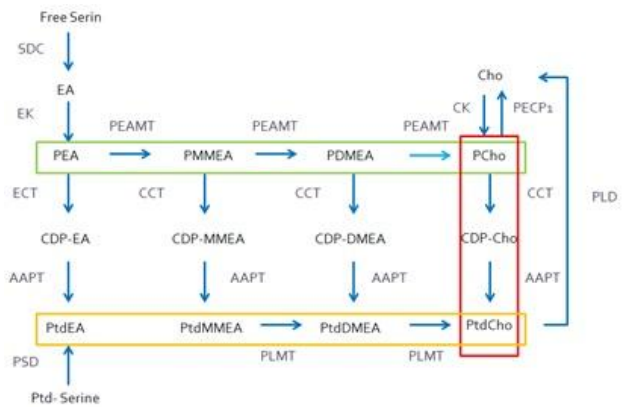 Free Serin
SDC
EA
Cho
EK
CK
PECP1
PEAMT
PEAMT
PEAMT
PEA
PMMEA
PDMEA
PCho
ECT
CCT
CCT
CCT
PLD
CDP-EA
CDP-MMEA
CDP-DMEA
CDP-Cho
AAPT
AAPT
AAPT
AAPT
PtdEA
PtdMMEA
PtdDMEA
PtdCho
PSD
PLMT
PLMT
Ptd- Serine